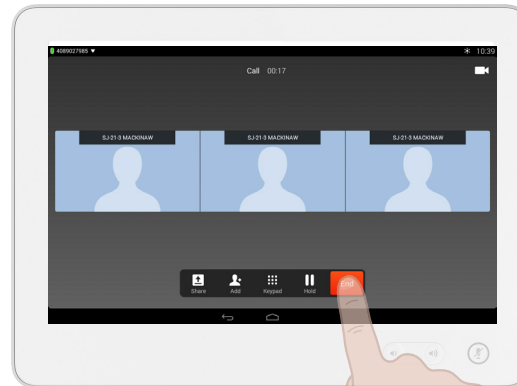 4089027985
10:39
Call 00:17
SJ-21-3 MACKINAW SJ-21-3 MACKINAW SJ-21-3 MACKINAW
Share Add Keypad Hold End